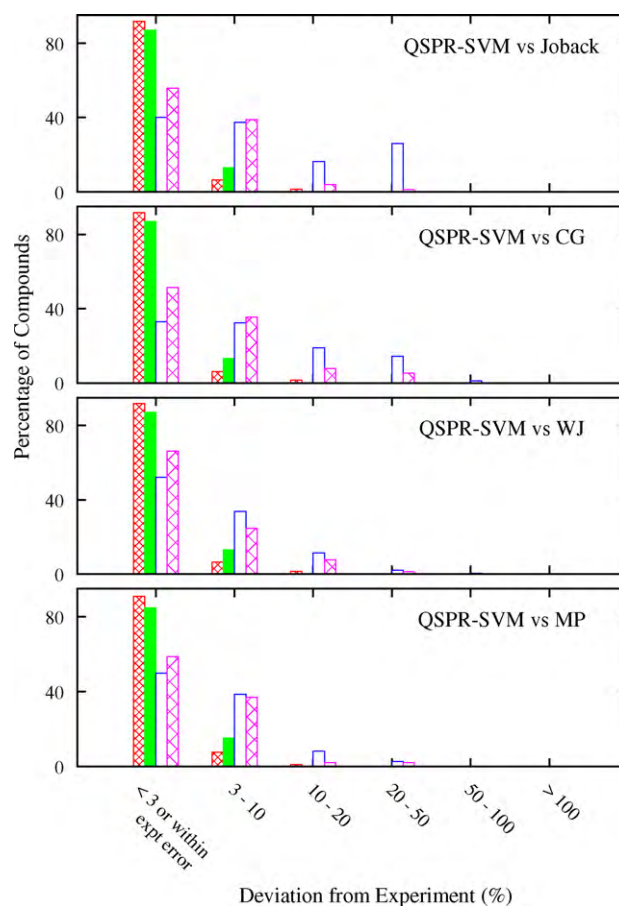 80
40
0
QSPR-SVM vs Joback
80
40
0
QSPR-SVM vs CG
80
40
0
QSPR-SVM vs WJ
80
40
0
QSPR-SVM vs MP
Percentage of Compounds
< 3 or within
expt error
3 - 10
10 - 20
20 - 50
50 - 100
> 100
Deviation from Experiment (%)